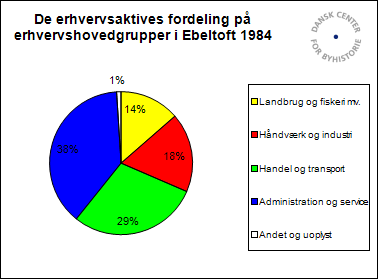 De erhvervsaktives fordeling på
erhvervshovedgrupper i Ebeltoft 1984
DANSK CENTER
FOR BYHISTORIE
1%
14%
18%
29%
38%
Landbrug og fiskeri mv.
Håndværk og industri
Handel og transport
Administration og service
Andet og uoplyst